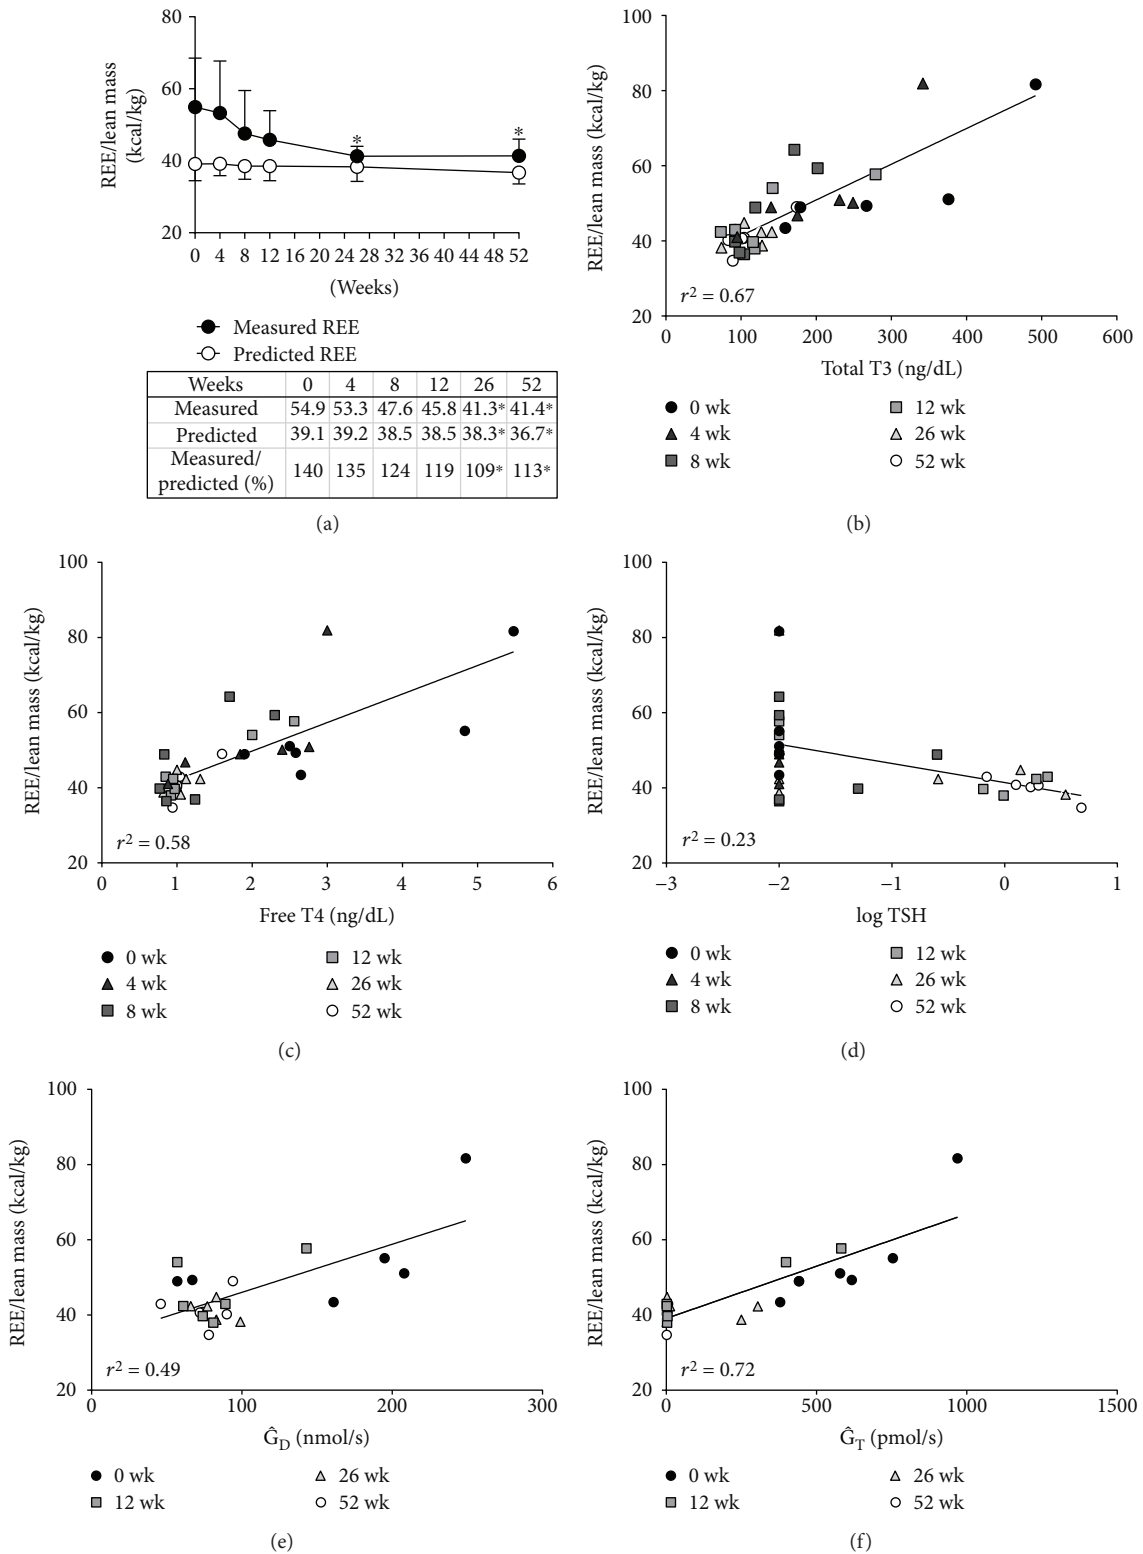 80
60
40
20
REE/lean mass
(kcal/kg)
*
*
0 4 8 12 16 20 24 28 32 36 40 44 48 52
(Weeks)
Measured REE
Predicted REE
Weeks 0 4 8 12 26 52
Measured 54.9 53.3 47.6 45.8 41.3* 41.4*
Predicted 39.1 39.2 38.5 38.5 38.3* 36.7*
Measured/
predicted (%) 140 135 124 119 109* 113*
(a)
100
80
60
40
20
REE/lean mass (kcal/kg)
r² = 0.67
0 100 200 300 400 500 600
Total T3 (ng/dL)
0 wk 12 wk
4 wk 26 wk
8 wk 52 wk
(b)
100
80
60
40
20
REE/lean mass (kcal/kg)
r² = 0.58
0 1 2 3 4 5 6
Free T4 (ng/dL)
0 wk 12 wk
4 wk 26 wk
8 wk 52 wk
(c)
100
80
60
40
20
REE/lean mass (kcal/kg)
r² = 0.23
−3 −2 −1 0 1
log TSH
0 wk 12 wk
4 wk 26 wk
8 wk 52 wk
(d)
100
80
60
40
20
REE/lean mass (kcal/kg)
r² = 0.49
0 100 200 300
Ĝ_D (nmol/s)
0 wk 26 wk
12 wk 52 wk
(e)
100
80
60
40
20
REE/lean mass (kcal/kg)
r² = 0.72
0 500 1000 1500
Ĝ_T (pmol/s)
0 wk 26 wk
12 wk 52 wk
(f)